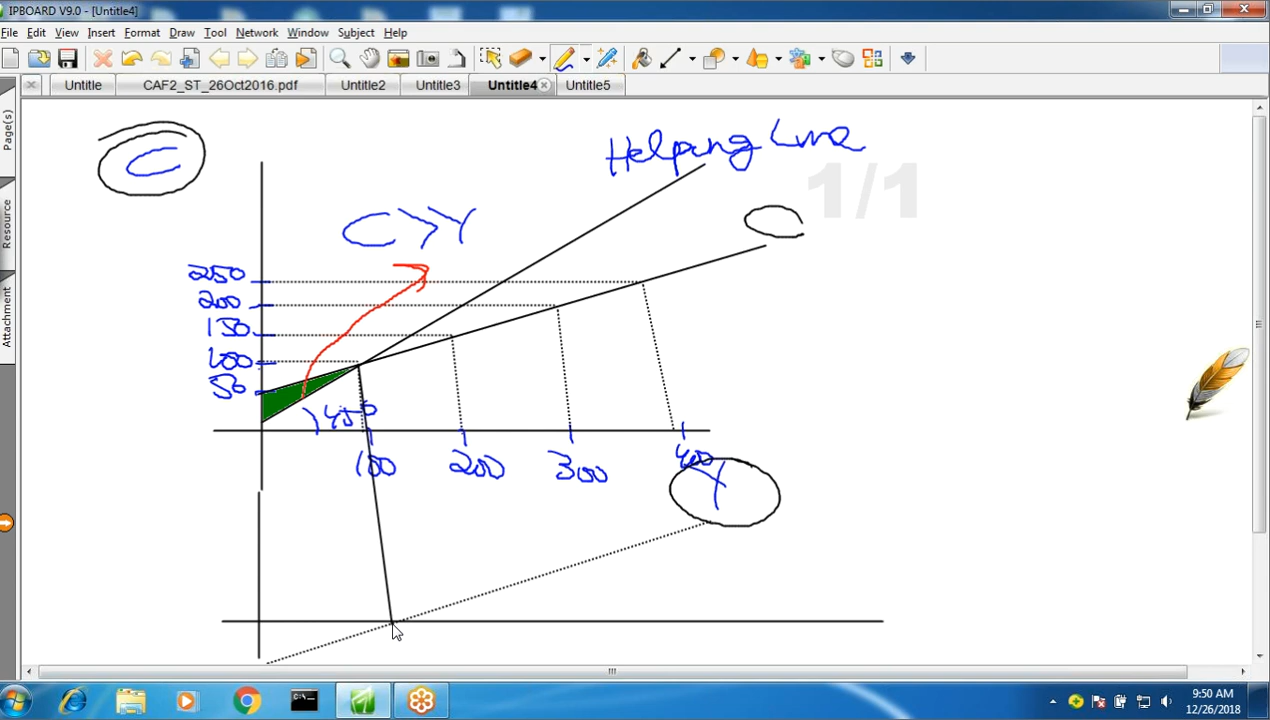 IPBOARD V9.0 - [Untitle4]
File Edit View Insert Format Draw Tool Network Window Subject Help
Untitle CAF2_ST_26Oct2016.pdf Untitle2 Untitle3 Untitle4 Untitle5
Page(s)
Resource
Attachment
1/1
Helping Line
C
C>Y
C
250
200
150
100
50
45°
100 200 300 400
Y
9:50 AM
12/26/2018